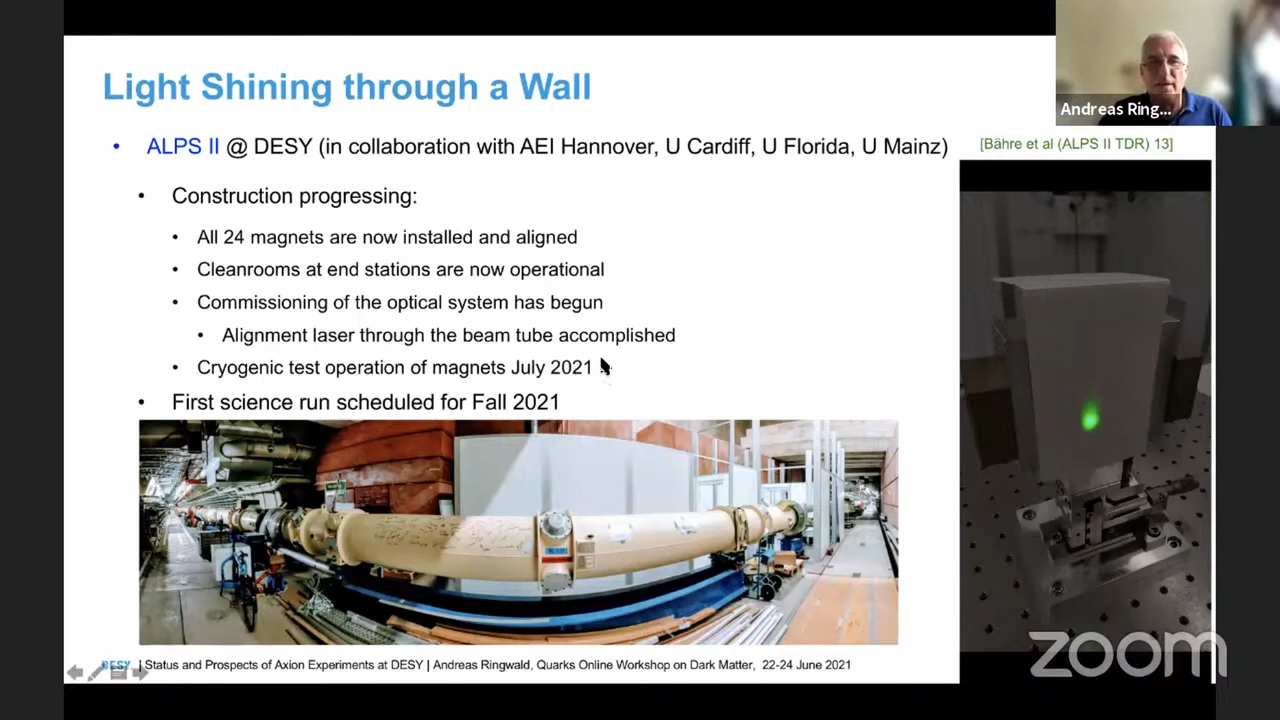 Light Shining through a Wall
Andreas Ring...
• ALPS II @ DESY (in collaboration with AEI Hannover, U Cardiff, U Florida, U Mainz)
[Bähre et al (ALPS II TDR) 13]
• Construction progressing:
• All 24 magnets are now installed and aligned
• Cleanrooms at end stations are now operational
• Commissioning of the optical system has begun
• Alignment laser through the beam tube accomplished
• Cryogenic test operation of magnets July 2021
• First science run scheduled for Fall 2021
DESY | Status and Prospects of Axion Experiments at DESY | Andreas Ringwald, Quarks Online Workshop on Dark Matter, 22-24 June 2021
zoom